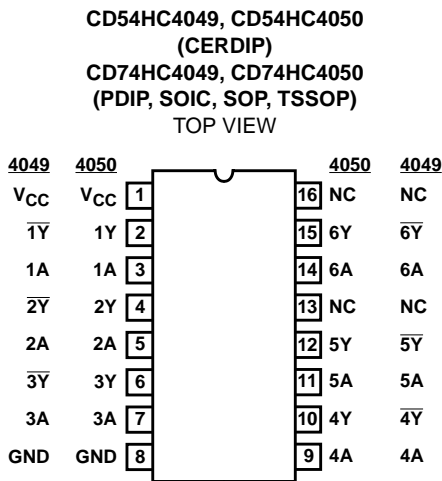 CD54HC4049, CD54HC4050
(CERDIP)
CD74HC4049, CD74HC4050
(PDIP, SOIC, SOP, TSSOP)
TOP VIEW
4049 4050 4050 4049
VCC VCC 1 16 NC NC
1Y̅ 1Y 2 15 6Y 6Y̅
1A 1A 3 14 6A 6A
2Y̅ 2Y 4 13 NC NC
2A 2A 5 12 5Y 5Y̅
3Y̅ 3Y 6 11 5A 5A
3A 3A 7 10 4Y 4Y̅
GND GND 8 9 4A 4A